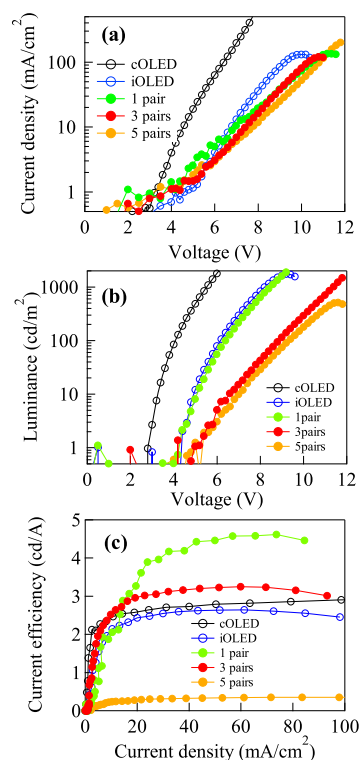 (a)
Current density (mA/cm²)
100
10
1
cOLED
iOLED
1 pair
3 pairs
5 pairs
0 2 4 6 8 10 12
Voltage (V)
(b)
Luminance (cd/m²)
1000
100
10
1
cOLED
iOLED
1pair
3pairs
5pairs
0 2 4 6 8 10 12
Voltage (V)
(c)
Current efficiency (cd/A)
6
5
4
3
2
1
0
cOLED
iOLED
1 pair
3 pairs
5 pairs
0 20 40 60 80 100
Current density (mA/cm²)